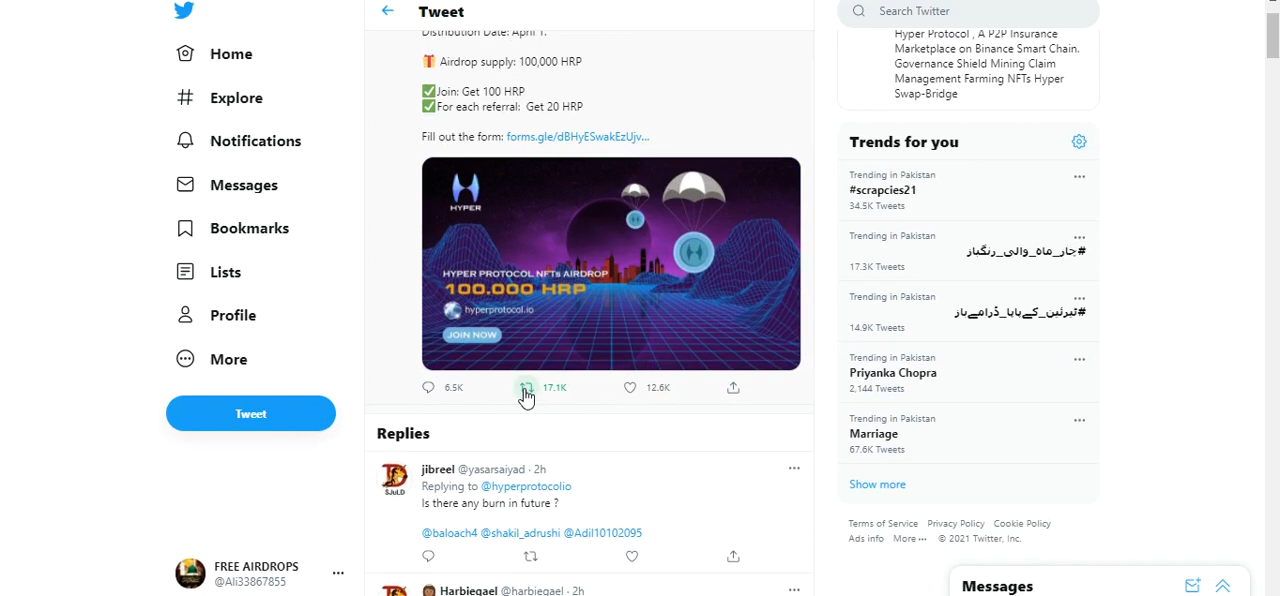 Home
Explore
Notifications
Messages
Bookmarks
Lists
Profile
More
Tweet
FREE AIRDROPS
@Ali33867855
Tweet
Distribution Date: April 1.
🎁 Airdrop supply: 100,000 HRP
✅Join: Get 100 HRP
✅For each referral: Get 20 HRP
Fill out the form: forms.gle/dBHyESwakEzUjv...
HYPER
HYPER PROTOCOL NFTs AIRDROP
100.000 HRP
hyperprotocol.io
JOIN NOW
6.5K 17.1K 12.6K
Replies
SJULD
jibreel @yasarsaiyad · 2h
Replying to @hyperprotocolio
Is there any burn in future ?
@baloach4 @shakil_adrushi @Adil10102095
Harbiegael @harbiegael · 2h
Search Twitter
Hyper Protocol , A P2P Insurance
Marketplace on Binance Smart Chain.
Governance Shield Mining Claim
Management Farming NFTs Hyper
Swap-Bridge
Trends for you
Trending in Pakistan
#scrapcies21
34.5K Tweets
Trending in Pakistan
#چار_ماہ_والی_رنگباز
17.3K Tweets
Trending in Pakistan
#ٹیرئین_کےپاپا_ڈرامےباز
14.9K Tweets
Trending in Pakistan
Priyanka Chopra
2,144 Tweets
Trending in Pakistan
Marriage
67.6K Tweets
Show more
Terms of Service Privacy Policy Cookie Policy
Ads info More ··· © 2021 Twitter, Inc.
Messages